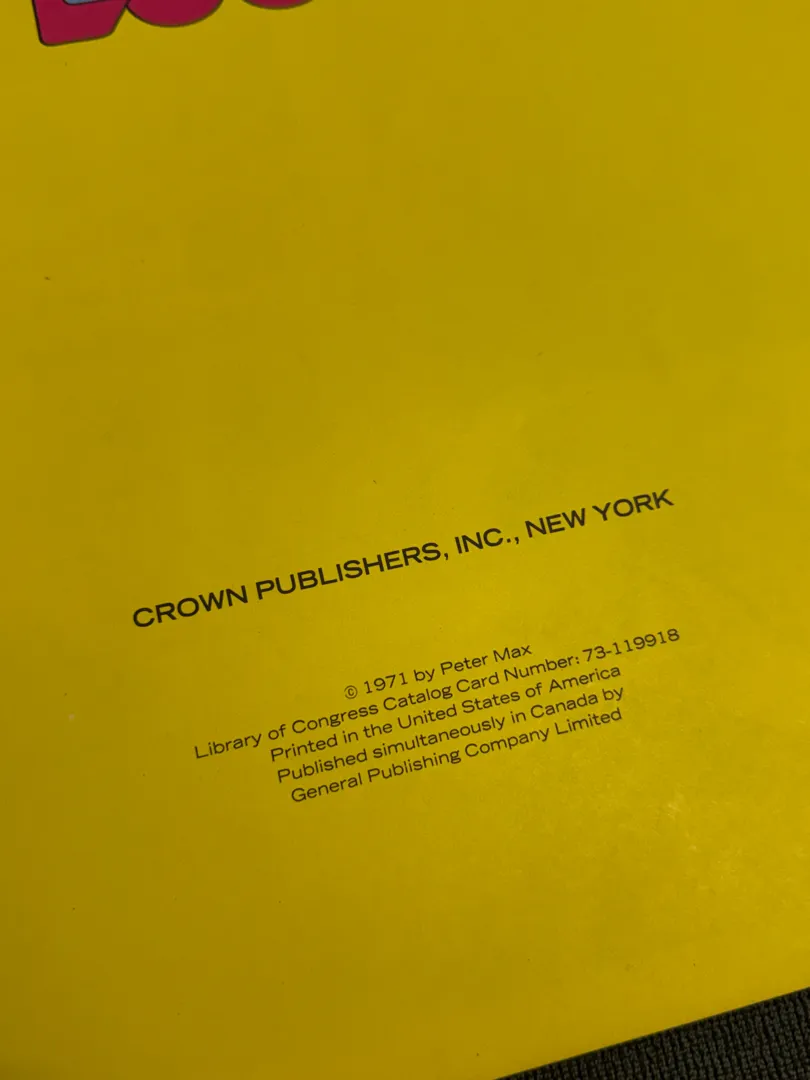 CROWN PUBLISHERS, INC., NEW YORK
© 1971 by Peter Max
Library of Congress Catalog Card Number: 73-119918
Printed in the United States of America
Published simultaneously in Canada by
General Publishing Company Limited